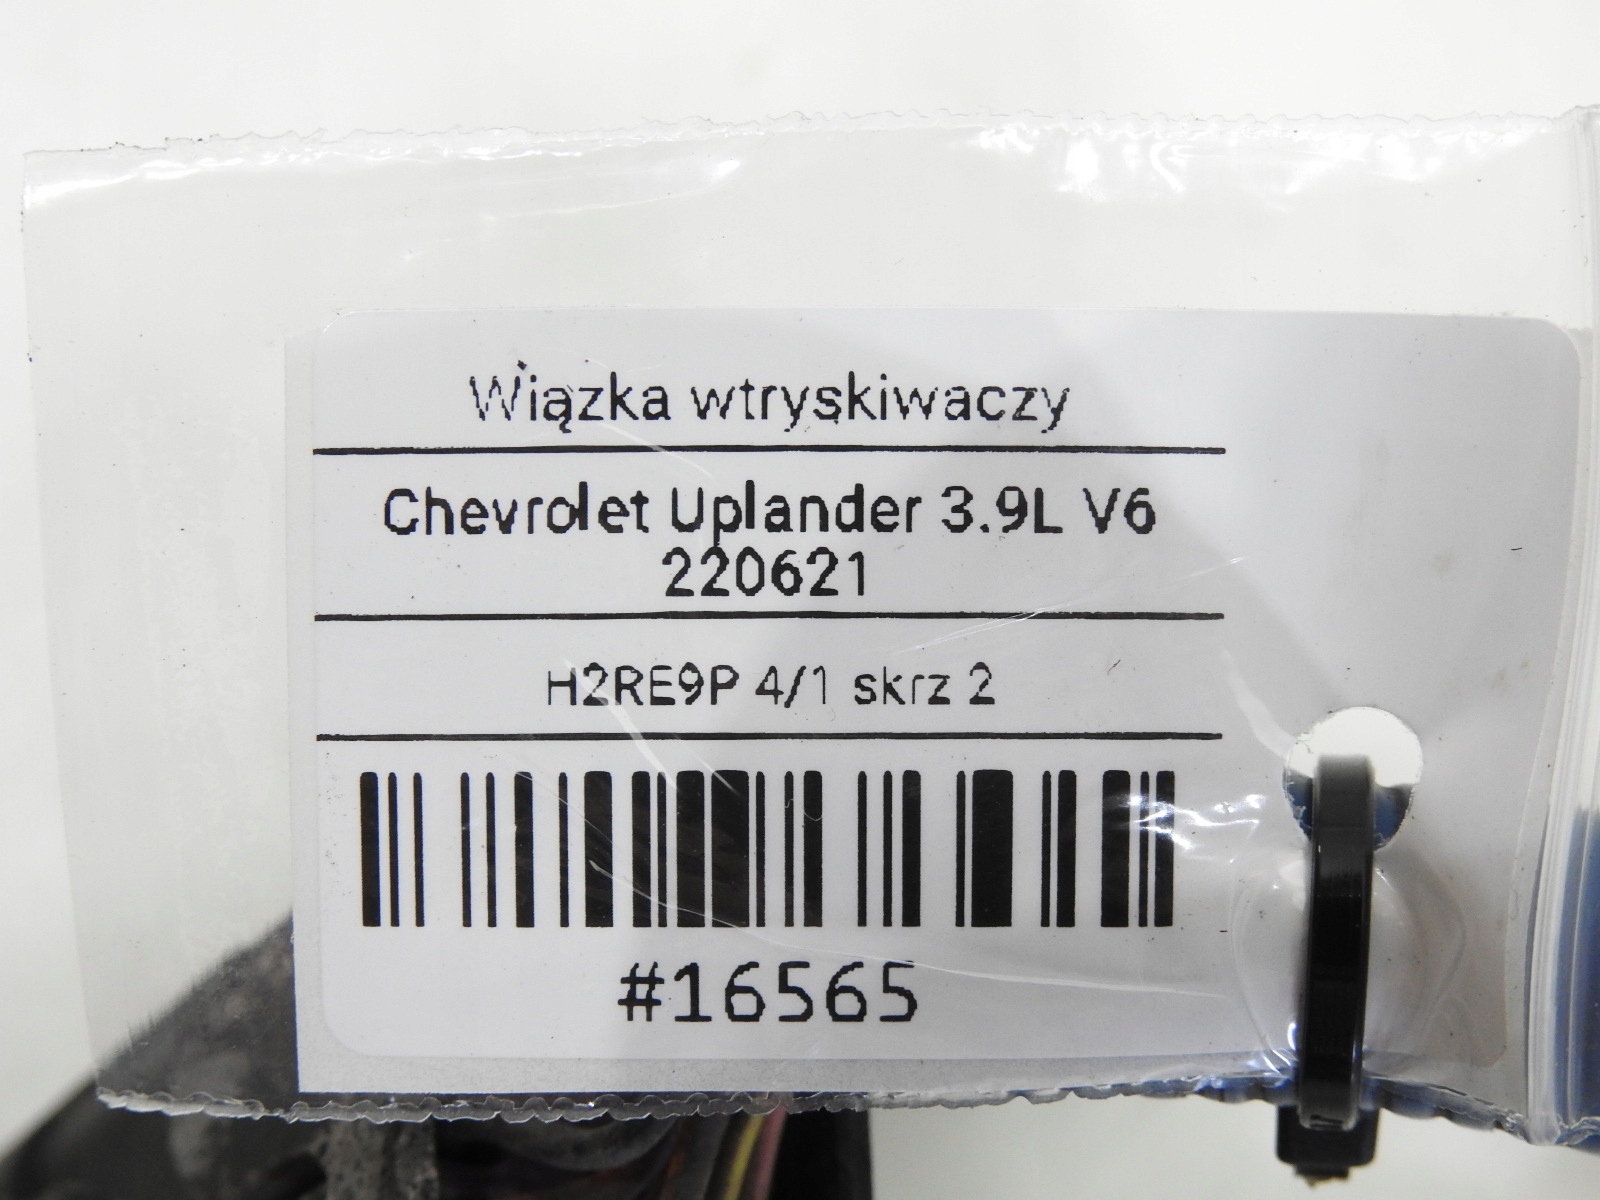 Wiązka wtryskiwaczy
Chevrolet Uplander 3.9L V6
220621
H2RE9P 4/1 skrz 2
#16565